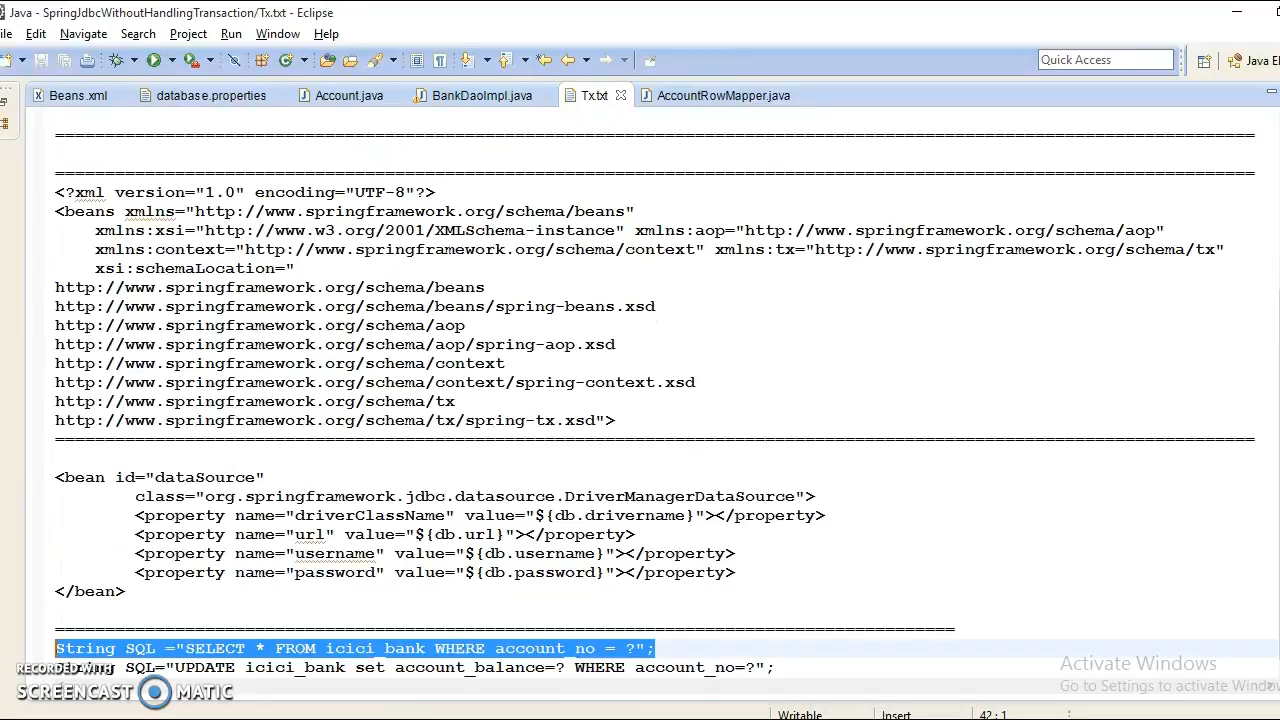 Java - SpringJdbcWithoutHandlingTransaction/Tx.txt - Eclipse
ile Edit Navigate Search Project Run Window Help
Quick Access
Java E
Beans.xml database.properties Account.java BankDaoImpl.java Tx.txt AccountRowMapper.java
<?xml version="1.0" encoding="UTF-8"?>
<beans xmlns="http://www.springframework.org/schema/beans"
xmlns:xsi="http://www.w3.org/2001/XMLSchema-instance" xmlns:aop="http://www.springframework.org/schema/aop"
xmlns:context="http://www.springframework.org/schema/context" xmlns:tx="http://www.springframework.org/schema/tx"
xsi:schemaLocation="
http://www.springframework.org/schema/beans
http://www.springframework.org/schema/beans/spring-beans.xsd
http://www.springframework.org/schema/aop
http://www.springframework.org/schema/aop/spring-aop.xsd
http://www.springframework.org/schema/context
http://www.springframework.org/schema/context/spring-context.xsd
http://www.springframework.org/schema/tx
http://www.springframework.org/schema/tx/spring-tx.xsd">
<bean id="dataSource"
class="org.springframework.jdbc.datasource.DriverManagerDataSource">
<property name="driverClassName" value="${db.drivername}"></property>
<property name="url" value="${db.url}"></property>
<property name="username" value="${db.username}"></property>
<property name="password" value="${db.password}"></property>
</bean>
String SQL ="SELECT * FROM icici_bank WHERE account_no = ?";
SQL="UPDATE icici_bank set account_balance=? WHERE account_no=?";
RECORDED WITH
SCREENCAST MATIC
Activate Windows
Go to Settings to activate Windo
Writable Insert 42 : 1